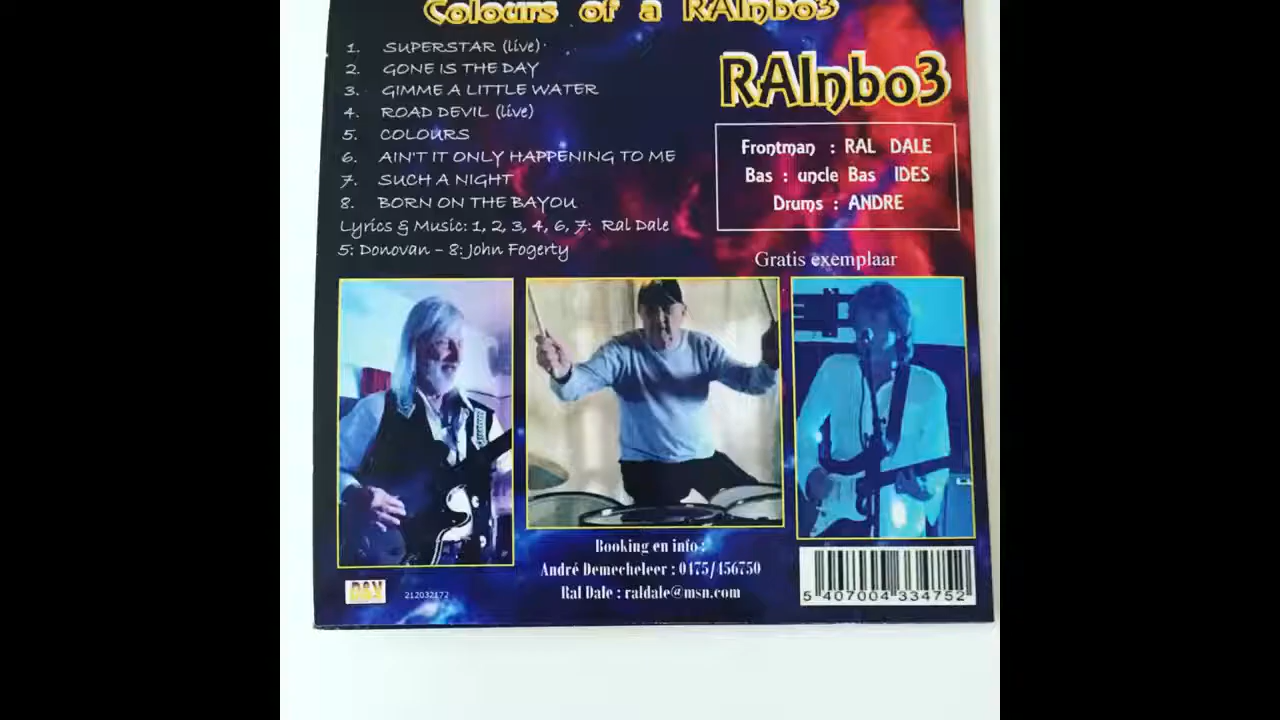 Colours of a RAInbo3
1. SUPERSTAR (live)
2. GONE IS THE DAY
3. GIMME A LITTLE WATER
4. ROAD DEVIL (live)
5. COLOURS
6. AIN'T IT ONLY HAPPENING TO ME
7. SUCH A NIGHT
8. BORN ON THE BAYOU
Lyrics & Music: 1, 2, 3, 4, 6, 7: Ral Dale
5: Donovan – 8: John Fogerty
RAInbo3
Frontman : RAL DALE
Bas : uncle Bas IDES
Drums : ANDRE
Gratis exemplaar
Booking en info :
André Demecheleer : 0475/456750
Ral Dale : raldale@msn.com
212032172
5 407004 334752